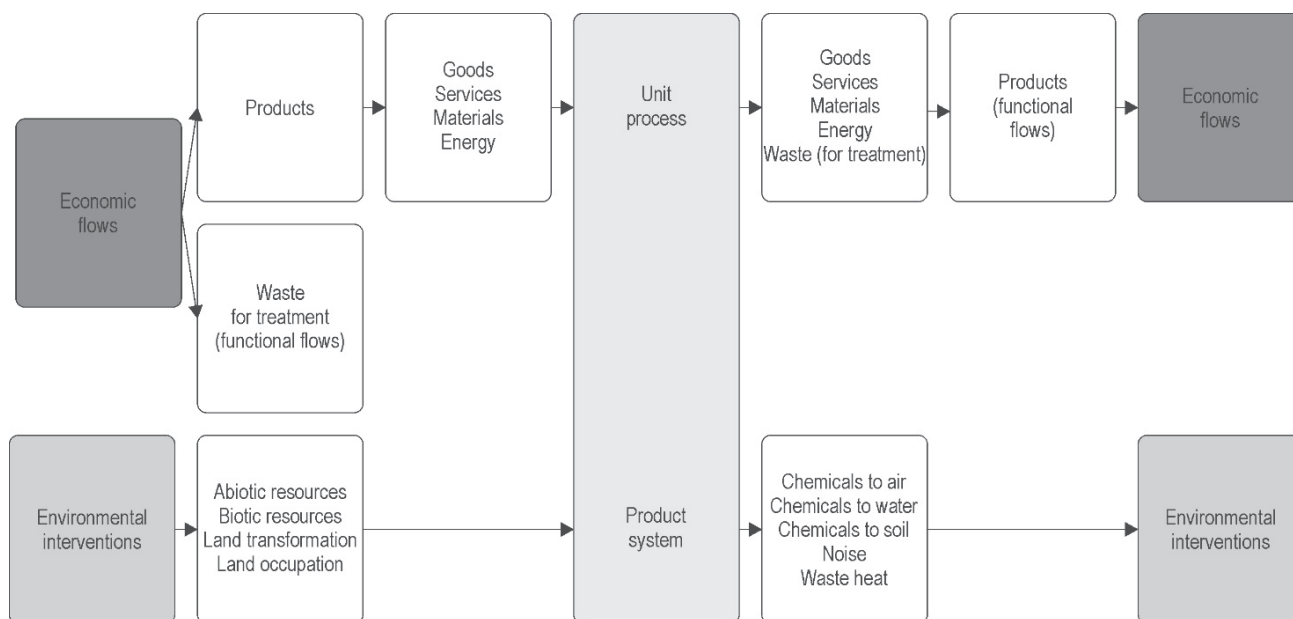 Economic
flows
Products
Goods
Services
Materials
Energy
Unit
process
Goods
Services
Materials
Energy
Waste (for treatment)
Products
(functional
flows)
Economic
flows
Waste
for treatment
(functional flows)
Environmental
interventions
Abiotic resources
Biotic resources
Land transformation
Land occupation
Product
system
Chemicals to air
Chemicals to water
Chemicals to soil
Noise
Waste heat
Environmental
interventions